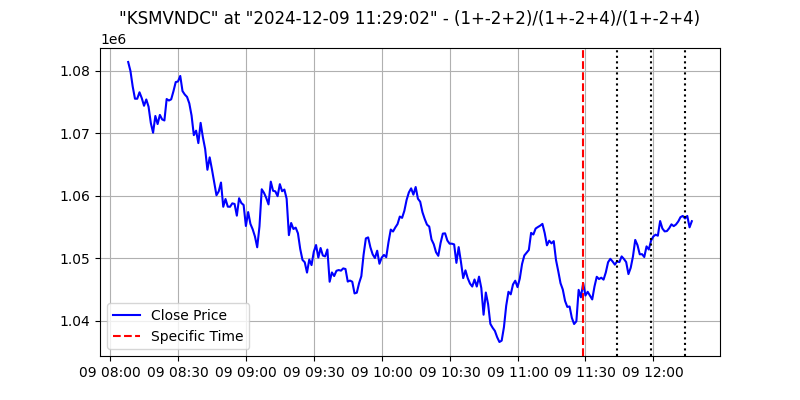 "KSMVNDC" at "2024-12-09 11:29:02" - (1+-2+2)/(1+-2+4)/(1+-2+4)
1e6
1.08
1.07
1.06
1.05
1.04
Close Price
Specific Time
09 08:00 09 08:30 09 09:00 09 09:30 09 10:00 09 10:30 09 11:00 09 11:30 09 12:00